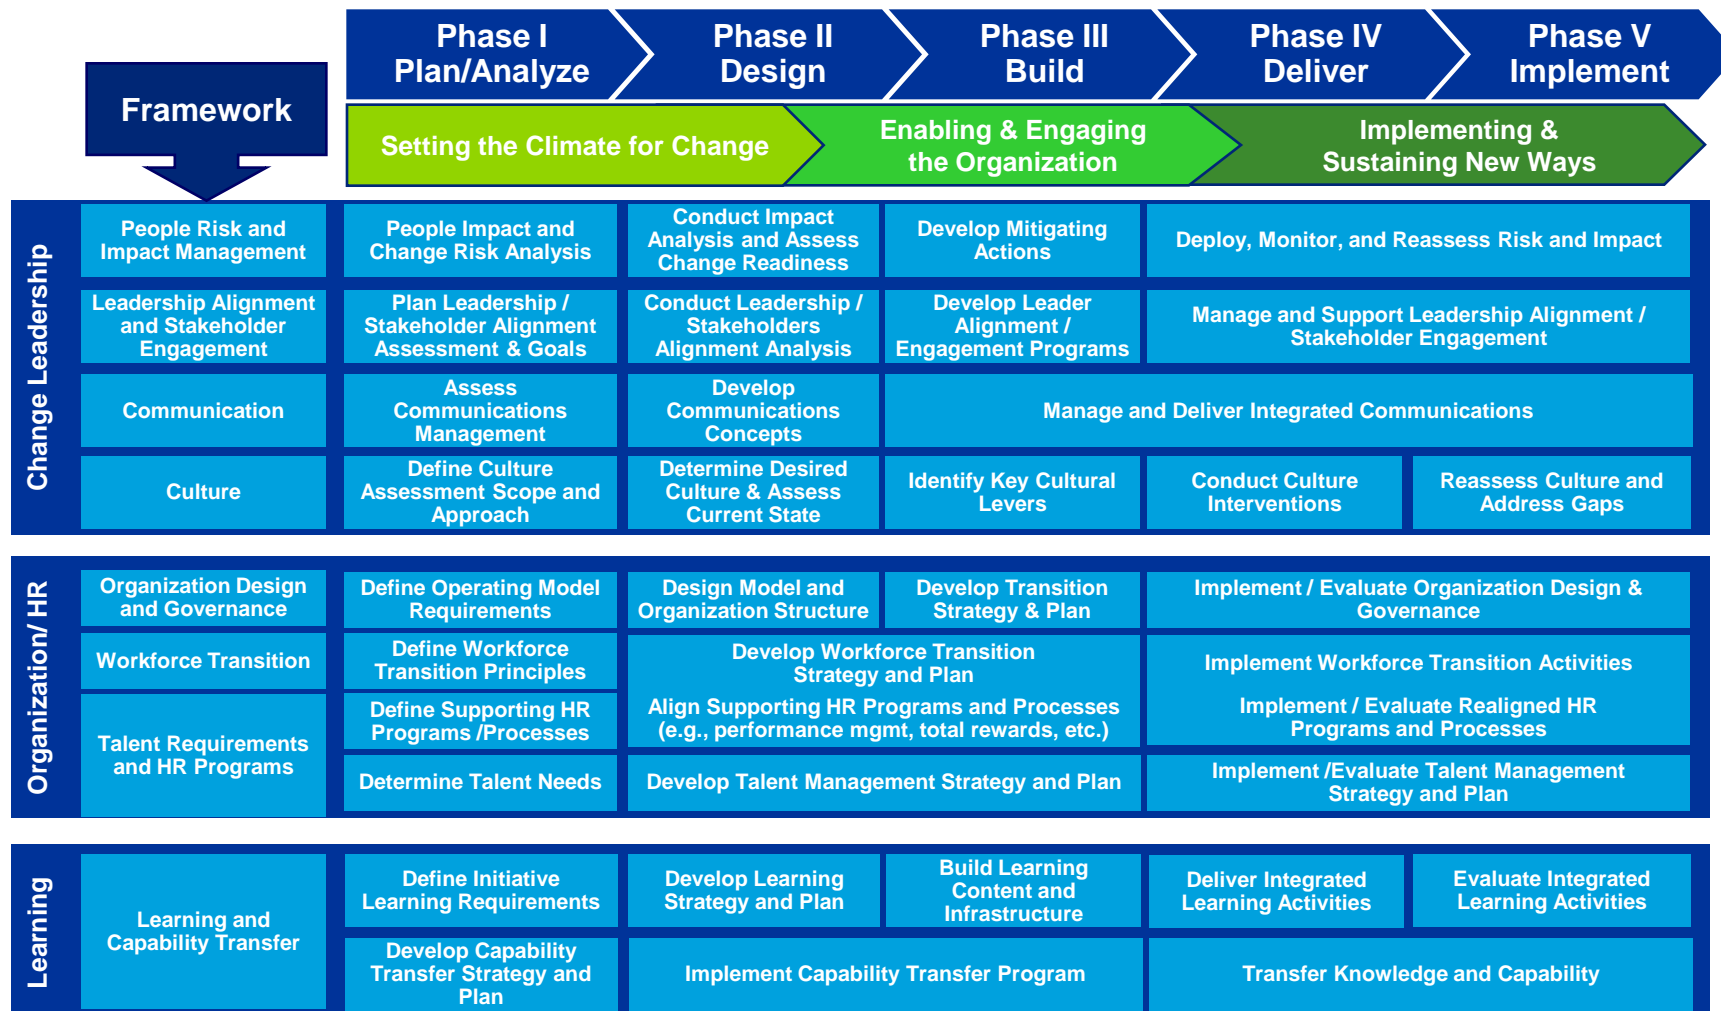 Phase I
Plan/Analyze
Phase II
Design
Phase III
Build
Phase IV
Deliver
Phase V
Implement
Framework
Setting the Climate for Change
Enabling & Engaging
the Organization
Implementing &
Sustaining New Ways
Change Leadership
People Risk and
Impact Management
People Impact and
Change Risk Analysis
Conduct Impact
Analysis and Assess
Change Readiness
Develop Mitigating
Actions
Deploy, Monitor, and Reassess Risk and Impact
Leadership Alignment
and Stakeholder
Engagement
Plan Leadership /
Stakeholder Alignment
Assessment & Goals
Conduct Leadership /
Stakeholders
Alignment Analysis
Develop Leader
Alignment /
Engagement Programs
Manage and Support Leadership Alignment /
Stakeholder Engagement
Communication
Assess
Communications
Management
Develop
Communications
Concepts
Manage and Deliver Integrated Communications
Culture
Define Culture
Assessment Scope and
Approach
Determine Desired
Culture & Assess
Current State
Identify Key Cultural
Levers
Conduct Culture
Interventions
Reassess Culture and
Address Gaps
Organization/ HR
Organization Design
and Governance
Define Operating Model
Requirements
Design Model and
Organization Structure
Develop Transition
Strategy & Plan
Implement / Evaluate Organization Design &
Governance
Workforce Transition
Define Workforce
Transition Principles
Develop Workforce Transition
Strategy and Plan
Implement Workforce Transition Activities
Talent Requirements
and HR Programs
Define Supporting HR
Programs /Processes
Align Supporting HR Programs and Processes
(e.g., performance mgmt, total rewards, etc.)
Implement / Evaluate Realigned HR
Programs and Processes
Determine Talent Needs
Develop Talent Management Strategy and Plan
Implement /Evaluate Talent Management
Strategy and Plan
Learning
Learning and
Capability Transfer
Define Initiative
Learning Requirements
Develop Learning
Strategy and Plan
Build Learning
Content and
Infrastructure
Deliver Integrated
Learning Activities
Evaluate Integrated
Learning Activities
Develop Capability
Transfer Strategy and
Plan
Implement Capability Transfer Program
Transfer Knowledge and Capability